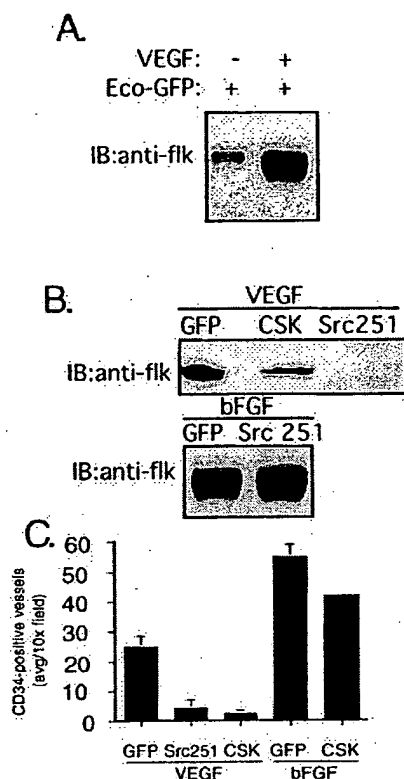 A.
VEGF: - +
Eco-GFP: + +
IB:anti-flk
B.
VEGF
GFP CSK Src251
IB:anti-flk
bFGF
GFP Src 251
IB:anti-flk
C.
CD34-positive vessels
(avg/10x field)
60
50
40
30
20
10
0
GFP Src251 CSK GFP CSK
VEGF bFGF